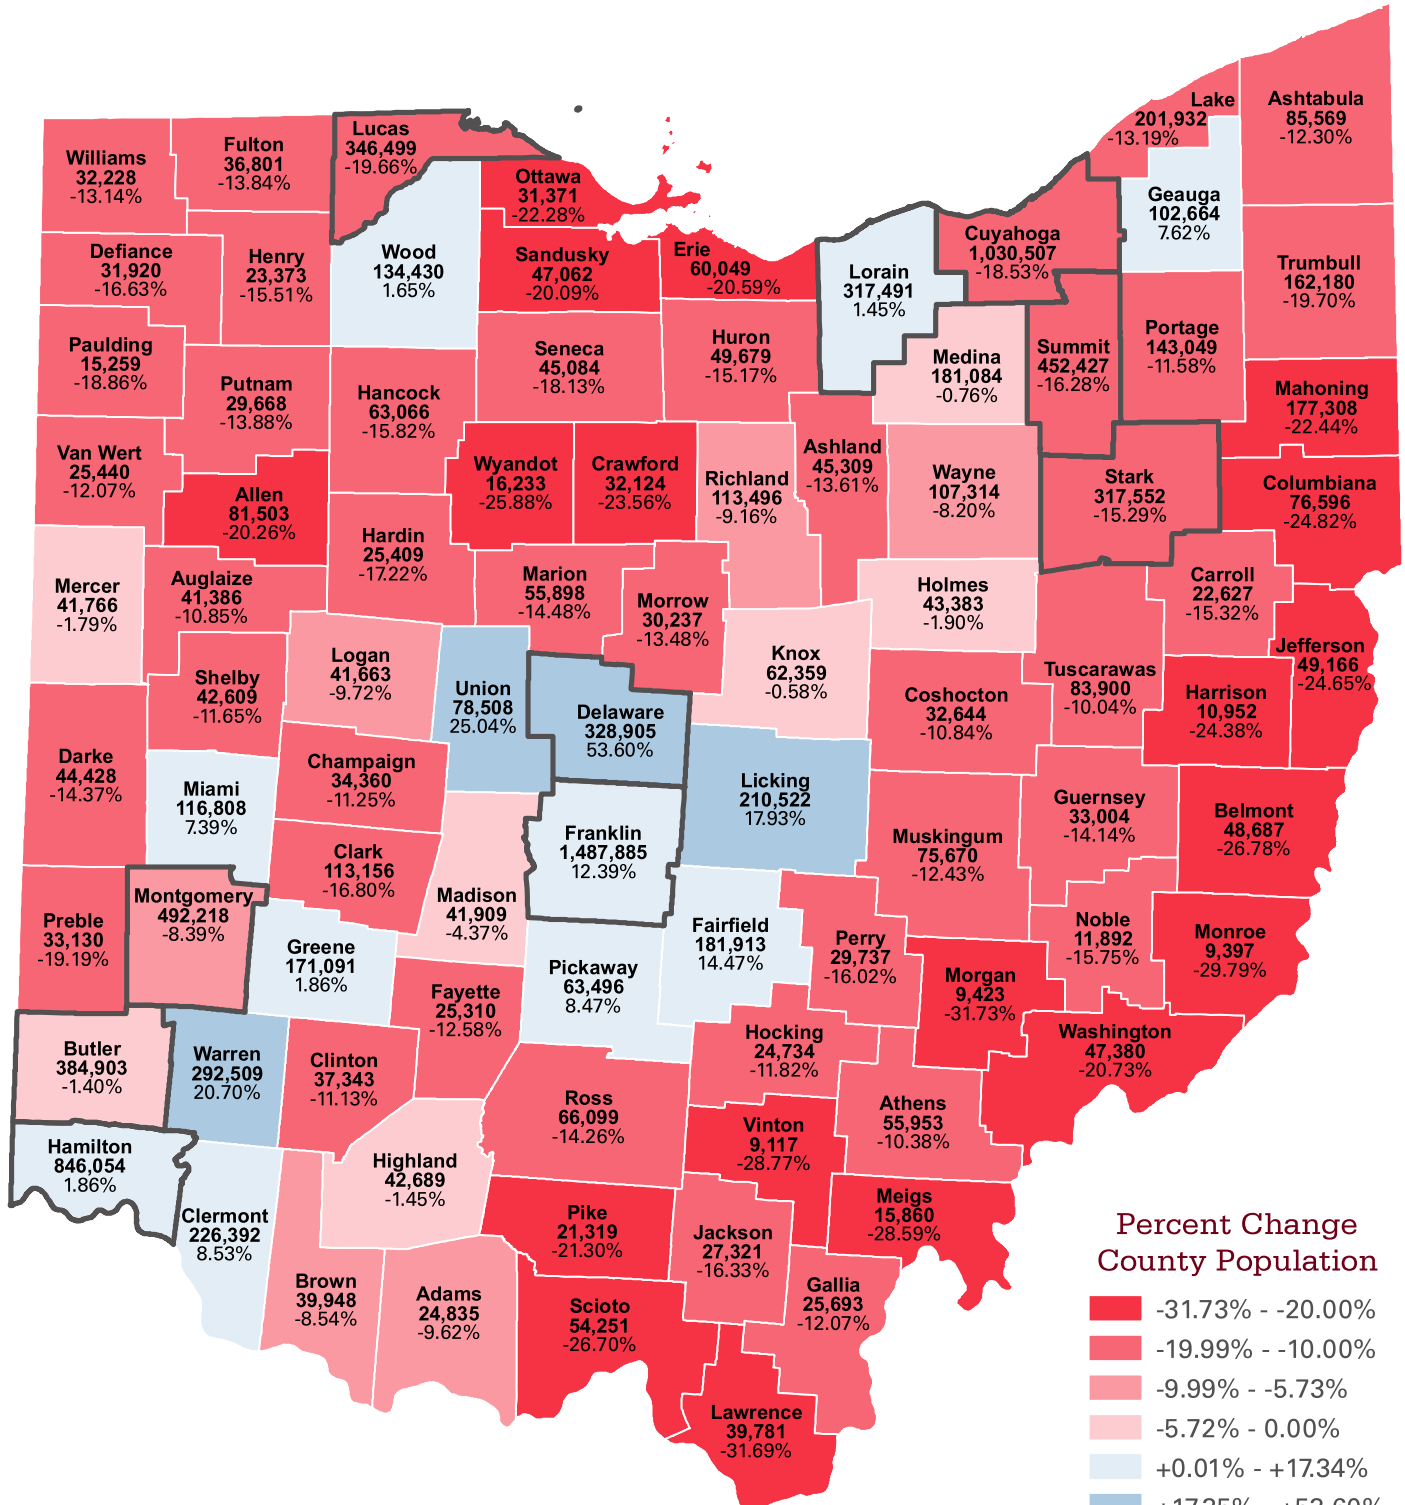 Lake
201,932
-13.19%
Ashtabula
85,569
-12.30%
Williams
32,228
-13.14%
Fulton
36,801
-13.84%
Lucas
346,499
-19.66%
Ottawa
31,371
-22.28%
Geauga
102,664
7.62%
Defiance
31,920
-16.63%
Henry
23,373
-15.51%
Wood
134,430
1.65%
Sandusky
47,062
-20.09%
Erie
60,049
-20.59%
Lorain
317,491
1.45%
Cuyahoga
1,030,507
-18.53%
Trumbull
162,180
-19.70%
Paulding
15,259
-18.86%
Putnam
29,668
-13.88%
Hancock
63,066
-15.82%
Seneca
45,084
-18.13%
Huron
49,679
-15.17%
Medina
181,084
-0.76%
Summit
452,427
-16.28%
Portage
143,049
-11.58%
Mahoning
177,308
-22.44%
Van Wert
25,440
-12.07%
Allen
81,503
-20.26%
Wyandot
16,233
-25.88%
Crawford
32,124
-23.56%
Richland
113,496
-9.16%
Ashland
45,309
-13.61%
Wayne
107,314
-8.20%
Stark
317,552
-15.29%
Columbiana
76,596
-24.82%
Hardin
25,409
-17.22%
Mercer
41,766
-1.79%
Auglaize
41,386
-10.85%
Marion
55,898
-14.48%
Morrow
30,237
-13.48%
Holmes
43,383
-1.90%
Carroll
22,627
-15.32%
Jefferson
49,166
-24.65%
Shelby
42,609
-11.65%
Logan
41,663
-9.72%
Union
78,508
25.04%
Delaware
328,905
53.60%
Knox
62,359
-0.58%
Coshocton
32,644
-10.84%
Tuscarawas
83,900
-10.04%
Harrison
10,952
-24.38%
Darke
44,428
-14.37%
Miami
116,808
7.39%
Champaign
34,360
-11.25%
Licking
210,522
17.93%
Guernsey
33,004
-14.14%
Belmont
48,687
-26.78%
Clark
113,156
-16.80%
Franklin
1,487,885
12.39%
Muskingum
75,670
-12.43%
Madison
41,909
-4.37%
Montgomery
492,218
-8.39%
Preble
33,130
-19.19%
Greene
171,091
1.86%
Fairfield
181,913
14.47%
Perry
29,737
-16.02%
Noble
11,892
-15.75%
Monroe
9,397
-29.79%
Pickaway
63,496
8.47%
Morgan
9,423
-31.73%
Fayette
25,310
-12.58%
Butler
384,903
-1.40%
Warren
292,509
20.70%
Clinton
37,343
-11.13%
Hocking
24,734
-11.82%
Washington
47,380
-20.73%
Ross
66,099
-14.26%
Athens
55,953
-10.38%
Vinton
9,117
-28.77%
Hamilton
846,054
1.86%
Highland
42,689
-1.45%
Clermont
226,392
8.53%
Pike
21,319
-21.30%
Jackson
27,321
-16.33%
Meigs
15,860
-28.59%
Brown
39,948
-8.54%
Adams
24,835
-9.62%
Scioto
54,251
-26.70%
Gallia
25,693
-12.07%
Lawrence
39,781
-31.69%
Percent Change
County Population
-31.73% - -20.00%
-19.99% - -10.00%
-9.99% - -5.73%
-5.72% - 0.00%
+0.01% - +17.34%
+17.35% - +53.60%